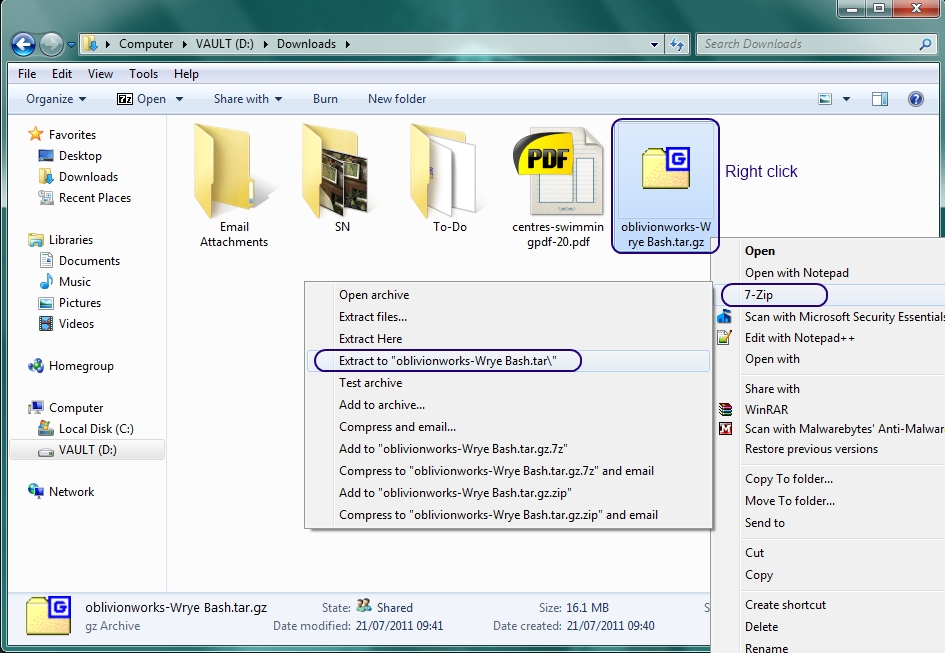 Computer ▸ VAULT (D:) ▸ Downloads ▸
Search Downloads
File Edit View Tools Help
Organize 7z Open Share with Burn New folder
Favorites
Desktop
Downloads
Recent Places
Libraries
Documents
Music
Pictures
Videos
Homegroup
Computer
Local Disk (C:)
VAULT (D:)
Network
Email
Attachments
SN
To-Do
PDF
centres-swimmin
gpdf-20.pdf
G
oblivionworks-W
rye Bash.tar.gz
Right click
Open
Open with Notepad
7-Zip
Scan with Microsoft Security Essentials
Edit with Notepad++
Open with
Share with
WinRAR
Scan with Malwarebytes' Anti-Malwar
Restore previous versions
Copy To folder...
Move To folder...
Send to
Cut
Copy
Create shortcut
Delete
Rename
Open archive
Extract files...
Extract Here
Extract to "oblivionworks-Wrye Bash.tar\"
Test archive
Add to archive...
Compress and email...
Add to "oblivionworks-Wrye Bash.tar.gz.7z"
Compress to "oblivionworks-Wrye Bash.tar.gz.7z" and email
Add to "oblivionworks-Wrye Bash.tar.gz.zip"
Compress to "oblivionworks-Wrye Bash.tar.gz.zip" and email
G
oblivionworks-Wrye Bash.tar.gz State: Shared Size: 16.1 MB S
gz Archive Date modified: 21/07/2011 09:41 Date created: 21/07/2011 09:40